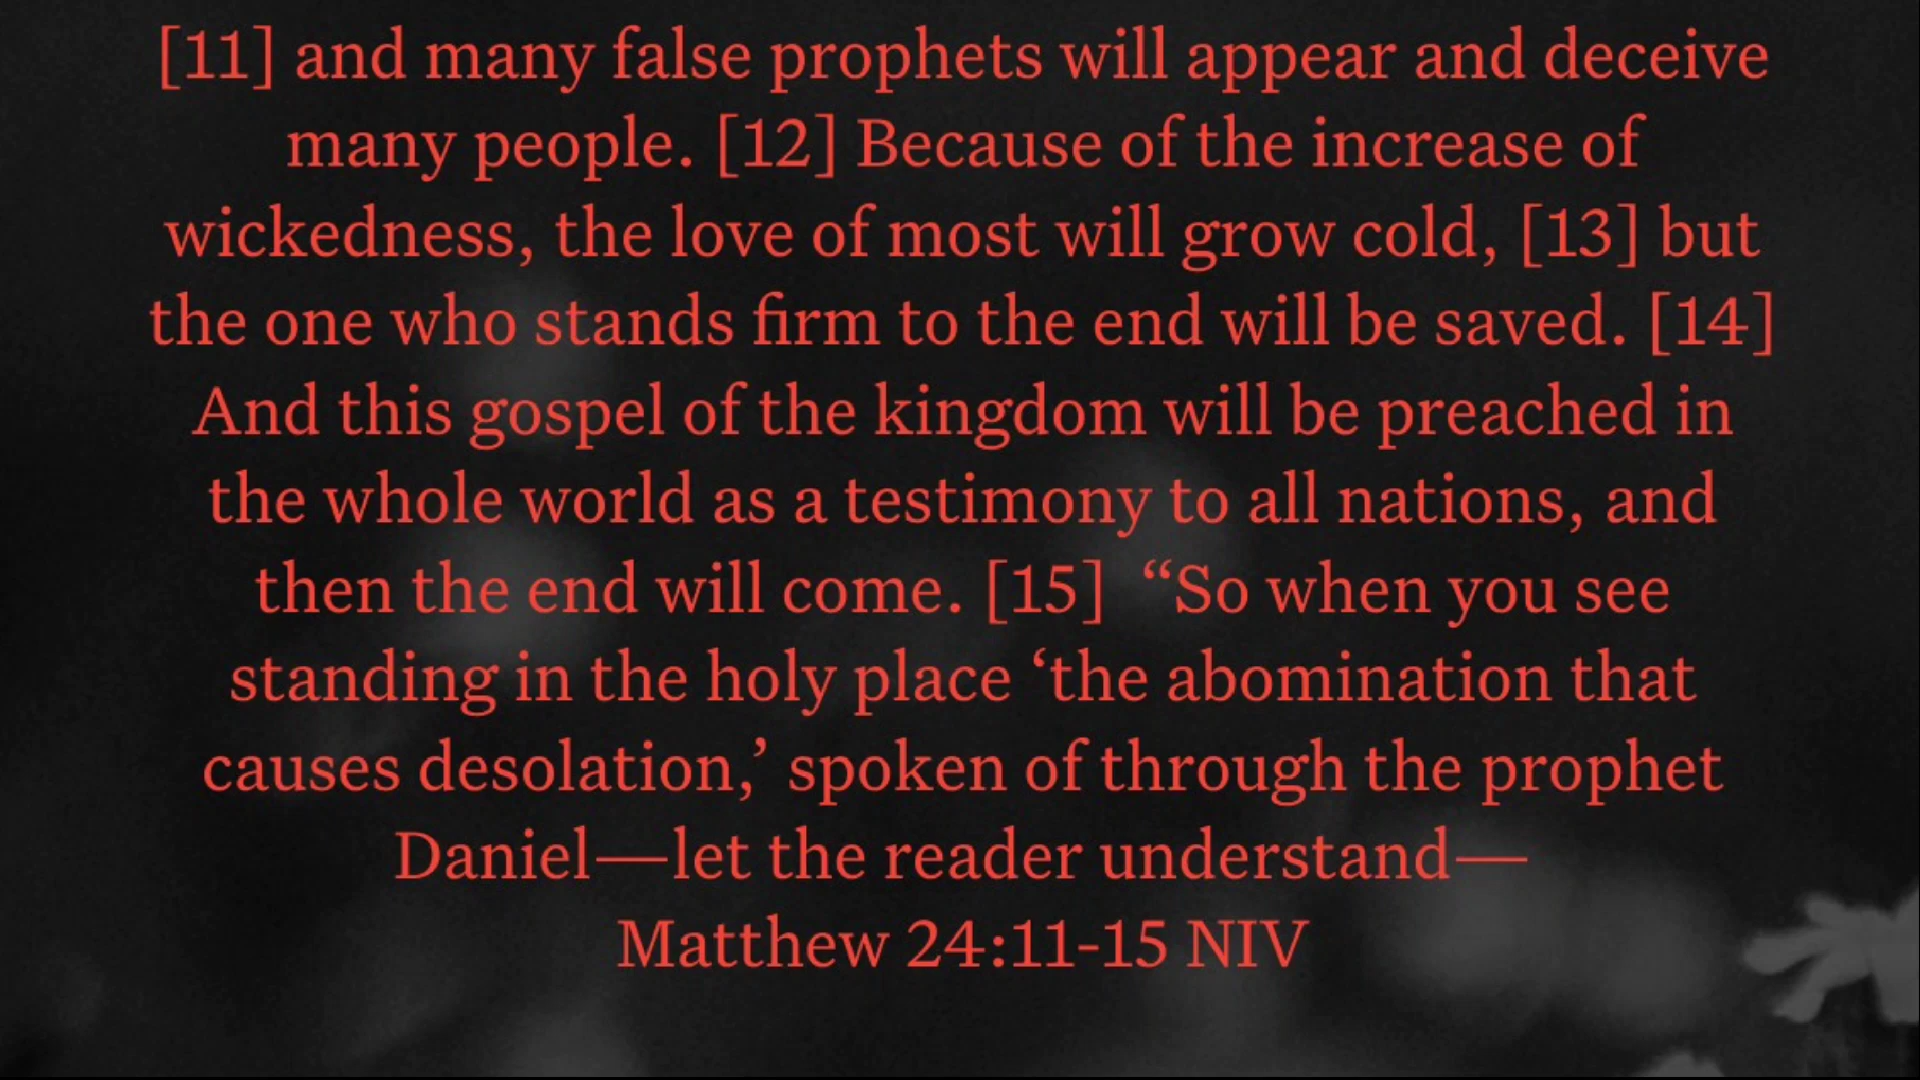 [11] and many false prophets will appear and deceive
many people. [12] Because of the increase of
wickedness, the love of most will grow cold, [13] but
the one who stands firm to the end will be saved. [14]
And this gospel of the kingdom will be preached in
the whole world as a testimony to all nations, and
then the end will come. [15]  “So when you see
standing in the holy place ‘the abomination that
causes desolation,’ spoken of through the prophet
Daniel—let the reader understand—
Matthew 24:11-15 NIV